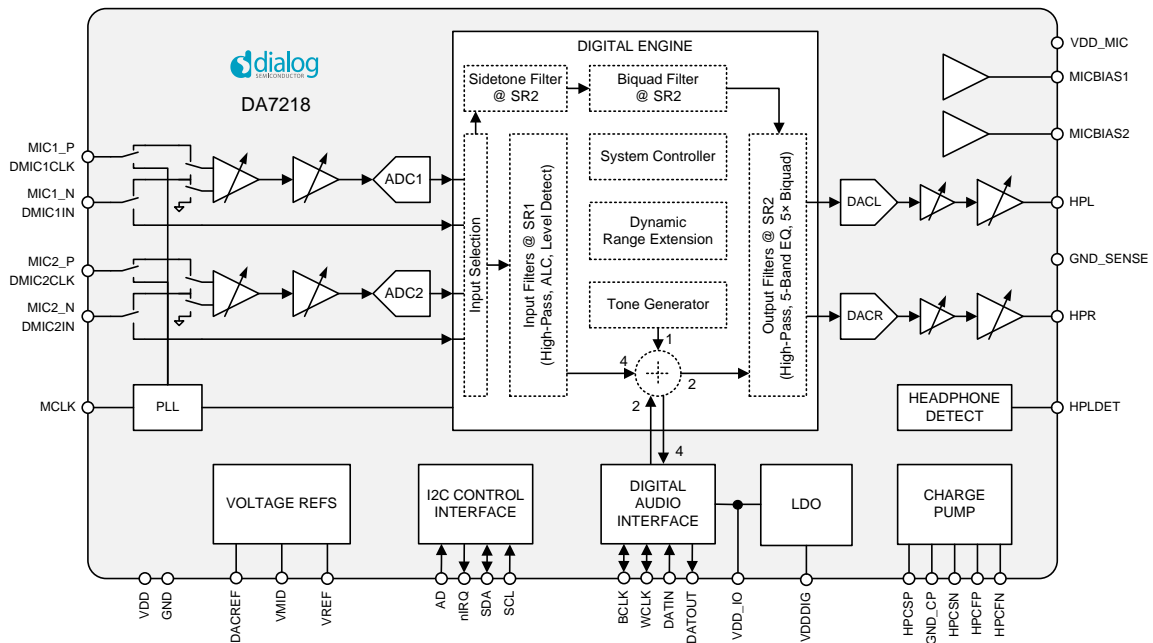 dialog
SEMICONDUCTOR
DA7218
DIGITAL ENGINE
Sidetone Filter
@ SR2
Biquad Filter
@ SR2
System Controller
Dynamic
Range Extension
Tone Generator
Input Selection
Input Filters @ SR1
(High-Pass, ALC, Level Detect)
Output Filters @ SR2
(High-Pass, 5-Band EQ, 5× Biquad)
1
4
2
2
4
MIC1_P
DMIC1CLK
MIC1_N
DMIC1IN
MIC2_P
DMIC2CLK
MIC2_N
DMIC2IN
MCLK
ADC1
ADC2
PLL
DACL
DACR
VDD_MIC
MICBIAS1
MICBIAS2
HPL
GND_SENSE
HPR
HPLDET
HEADPHONE
DETECT
VOLTAGE REFS
I2C CONTROL
INTERFACE
DIGITAL
AUDIO
INTERFACE
LDO
CHARGE
PUMP
VDD
GND
DACREF
VMID
VREF
AD
nIRQ
SDA
SCL
BCLK
WCLK
DATIN
DATOUT
VDD_IO
VDDDIG
HPCSP
GND_CP
HPCSN
HPCFP
HPCFN